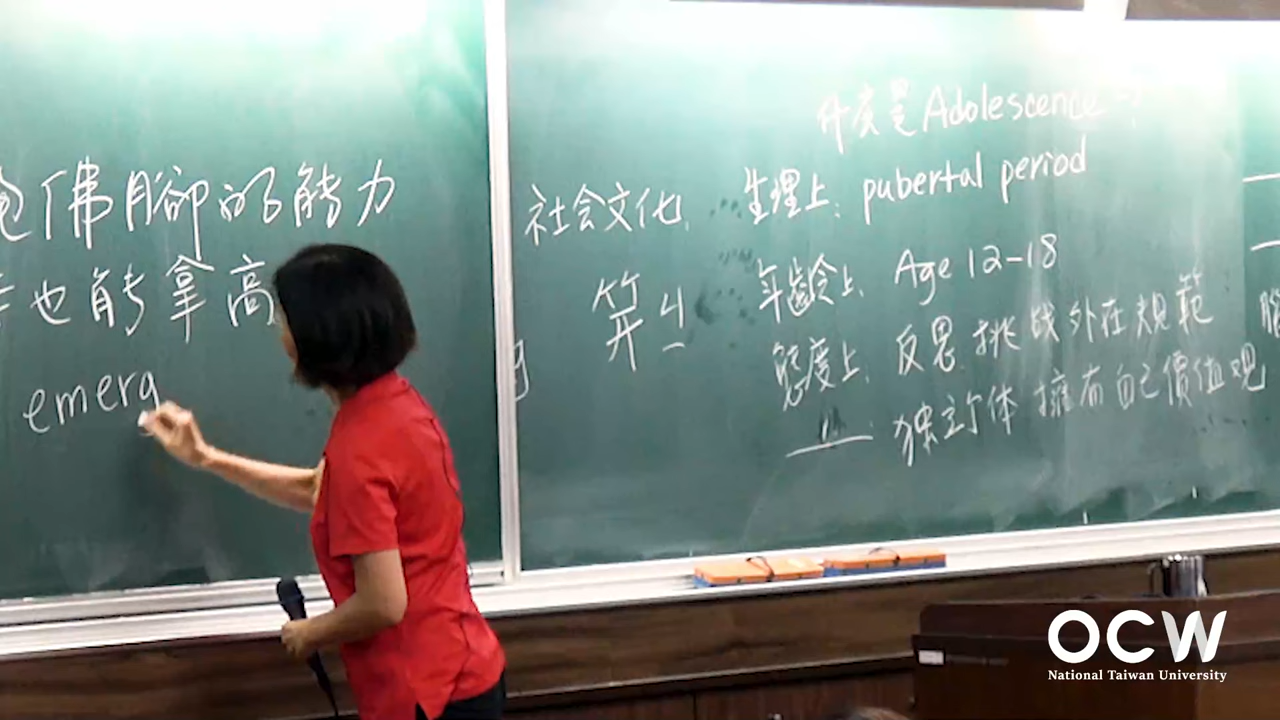 佛腳的能力
也能拿高
emerg
社会文化
算
什麼是Adolescence?
生理上: pubertal period
年齡上, Age 12-18
態度上, 反思 挑战外在規範
独立个体 擁有自己價值观
OCW
National Taiwan University